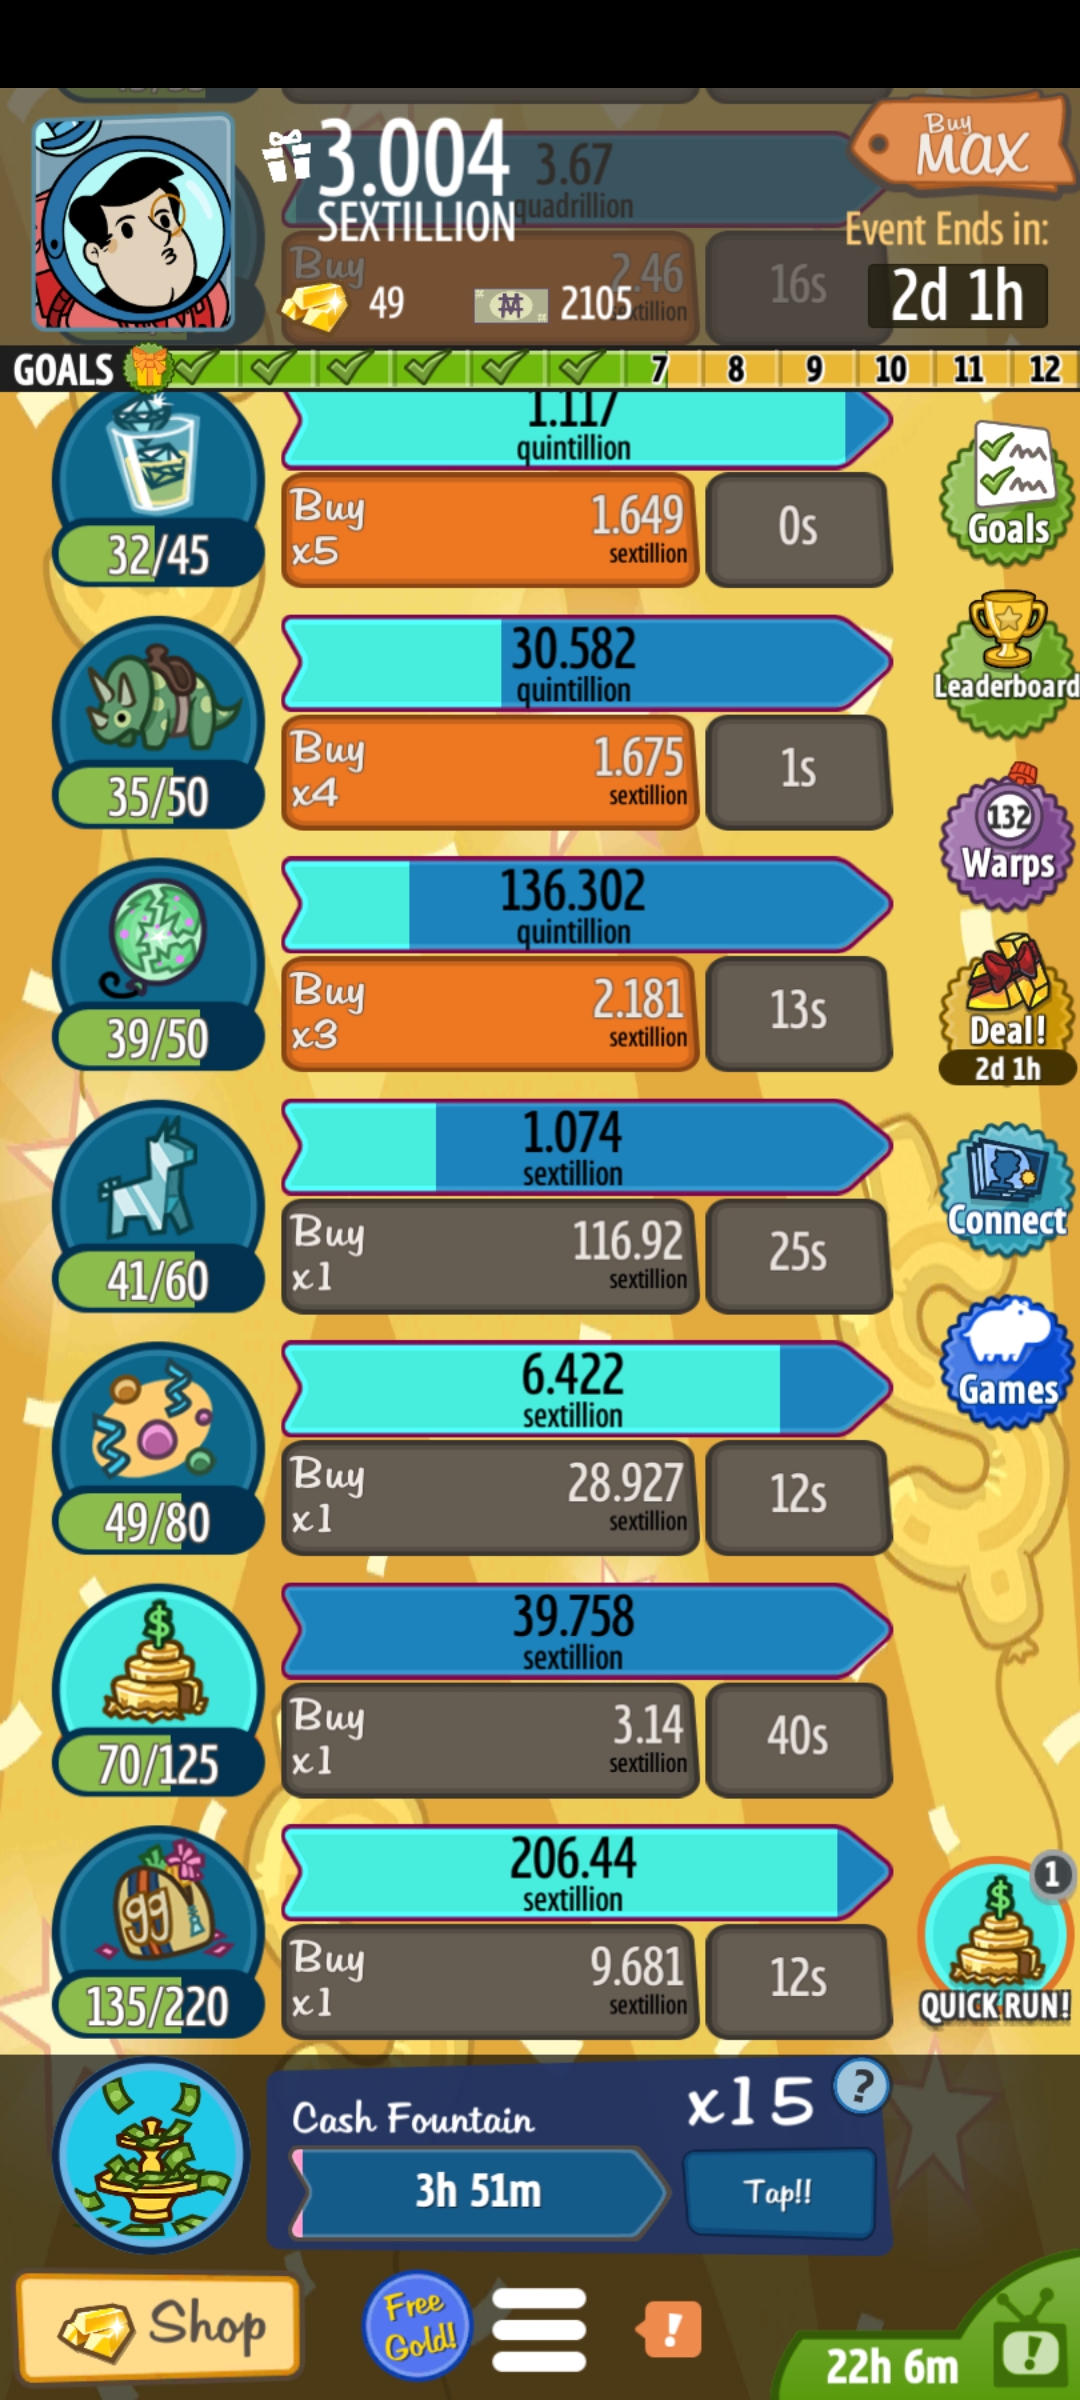 3.004
SEXTILLION
3.67
quadrillion
Buy
2.46
16s
49
2105
Buy
MAX
Event Ends in:
2d 1h
GOALS 7 8 9 10 11 12
1.117
quintillion
32/45
Buy
x5
1.649
sextillion
0s
Goals
30.582
quintillion
35/50
Buy
x4
1.675
sextillion
1s
Leaderboard
136.302
quintillion
39/50
Buy
x3
2.181
sextillion
13s
132
Warps
Deal!
2d 1h
1.074
sextillion
41/60
Buy
x1
116.92
sextillion
25s
Connect
6.422
sextillion
49/80
Buy
x1
28.927
sextillion
12s
Games
39.758
sextillion
$
70/125
Buy
x1
3.14
sextillion
40s
206.44
sextillion
99
135/220
Buy
x1
9.681
sextillion
12s
1
$
QUICK RUN!
Cash Fountain
x15
?
3h 51m
Tap!!
Shop
Free
Gold!
!
22h 6m
!